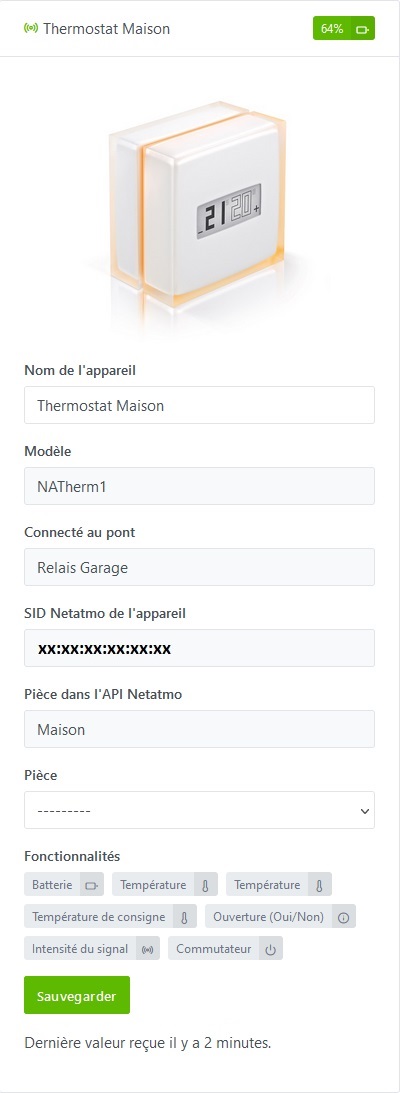 Thermostat Maison
64%
21 20
- +
Nom de l'appareil
Thermostat Maison
Modèle
NATherm1
Connecté au pont
Relais Garage
SID Netatmo de l'appareil
xx:xx:xx:xx:xx:xx
Pièce dans l'API Netatmo
Maison
Pièce
---------
Fonctionnalités
Batterie Température Température
Température de consigne Ouverture (Oui/Non)
Intensité du signal Commutateur
Sauvegarder
Dernière valeur reçue il y a 2 minutes.